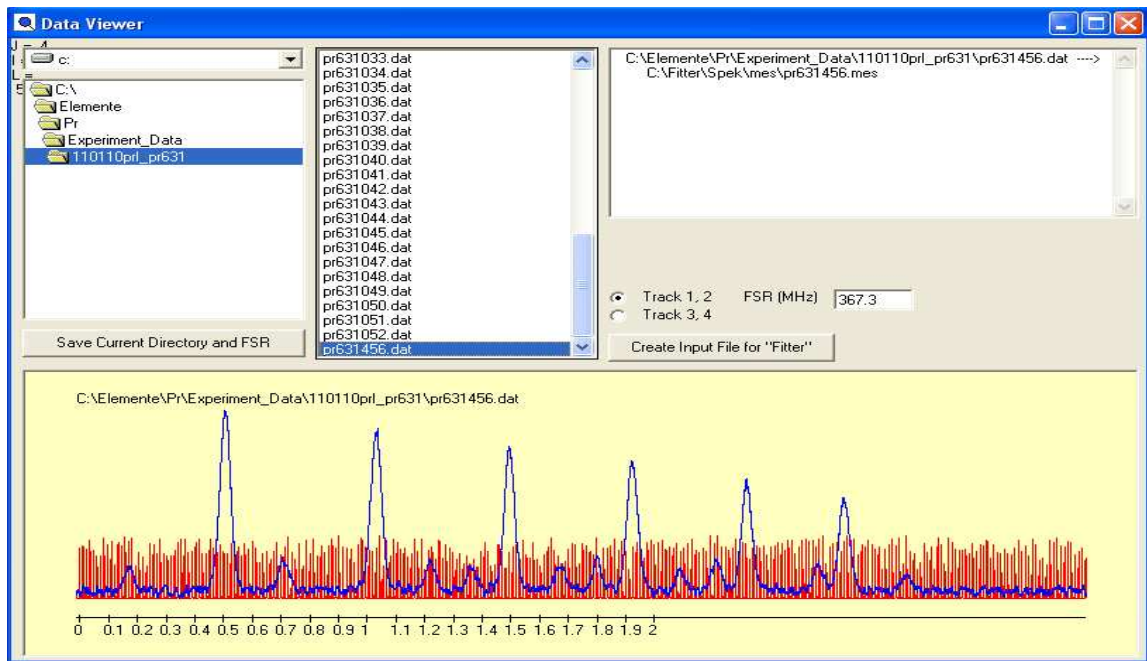 Data Viewer
J = 4
c:
L =
5
C:\
Elemente
Pr
Experiment_Data
110110prl_pr631
Save Current Directory and FSR
pr631033.dat
pr631034.dat
pr631035.dat
pr631036.dat
pr631037.dat
pr631038.dat
pr631039.dat
pr631040.dat
pr631041.dat
pr631042.dat
pr631043.dat
pr631044.dat
pr631045.dat
pr631046.dat
pr631047.dat
pr631048.dat
pr631049.dat
pr631050.dat
pr631051.dat
pr631052.dat
pr631456.dat
C:\Elemente\Pr\Experiment_Data\110110prl_pr631\pr631456.dat ---->
C:\Fitter\Spek\mes\pr631456.mes
Track 1, 2 FSR (MHz) 367.3
Track 3, 4
Create Input File for "Fitter"
C:\Elemente\Pr\Experiment_Data\110110prl_pr631\pr631456.dat
0 0.1 0.2 0.3 0.4 0.5 0.6 0.7 0.8 0.9 1 1.1 1.2 1.3 1.4 1.5 1.6 1.7 1.8 1.9 2